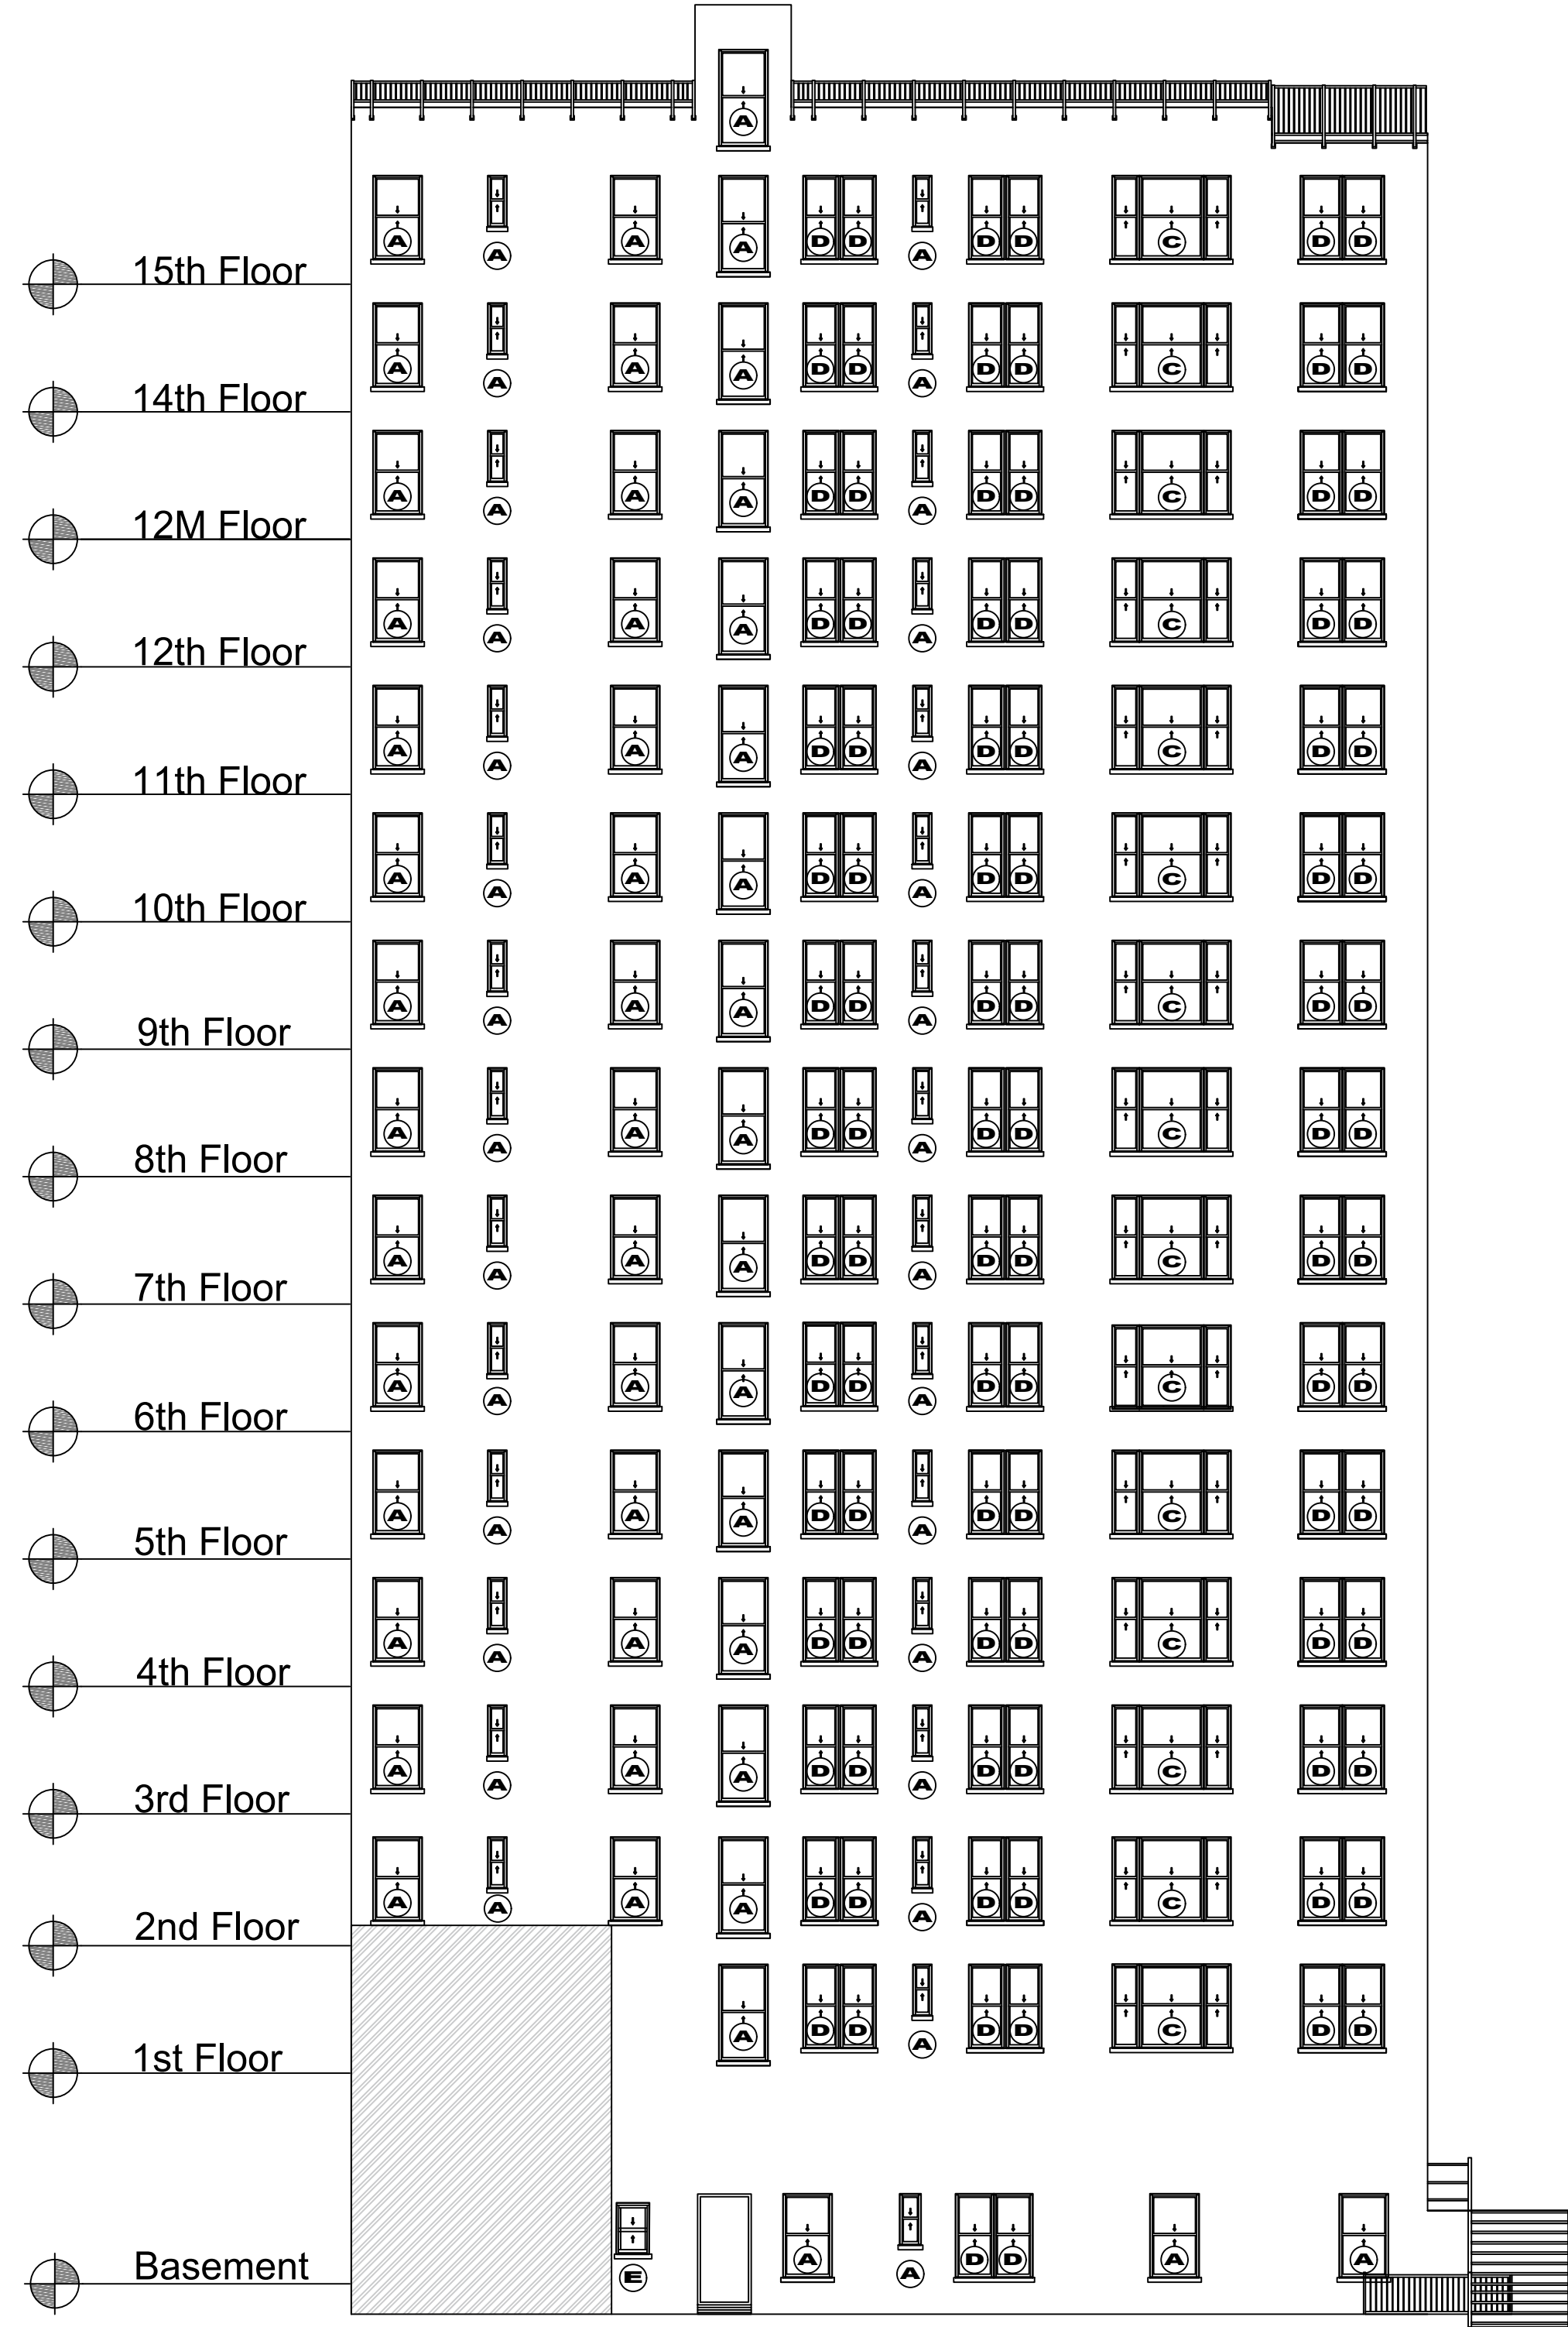 A
A A A A D D A D D C D D
15th Floor
A A A A D D A D D C D D
14th Floor
A A A A D D A D D C D D
12M Floor
A A A A D D A D D C D D
12th Floor
A A A A D D A D D C D D
11th Floor
A A A A D D A D D C D D
10th Floor
A A A A D D A D D C D D
9th Floor
A A A A D D A D D C D D
8th Floor
A A A A D D A D D C D D
7th Floor
A A A A D D A D D C D D
6th Floor
A A A A D D A D D C D D
5th Floor
A A A A D D A D D C D D
4th Floor
A A A A D D A D D C D D
3rd Floor
A A A A D D A D D C D D
2nd Floor
A D D A D D C D D
1st Floor
Basement
E A A D D A A